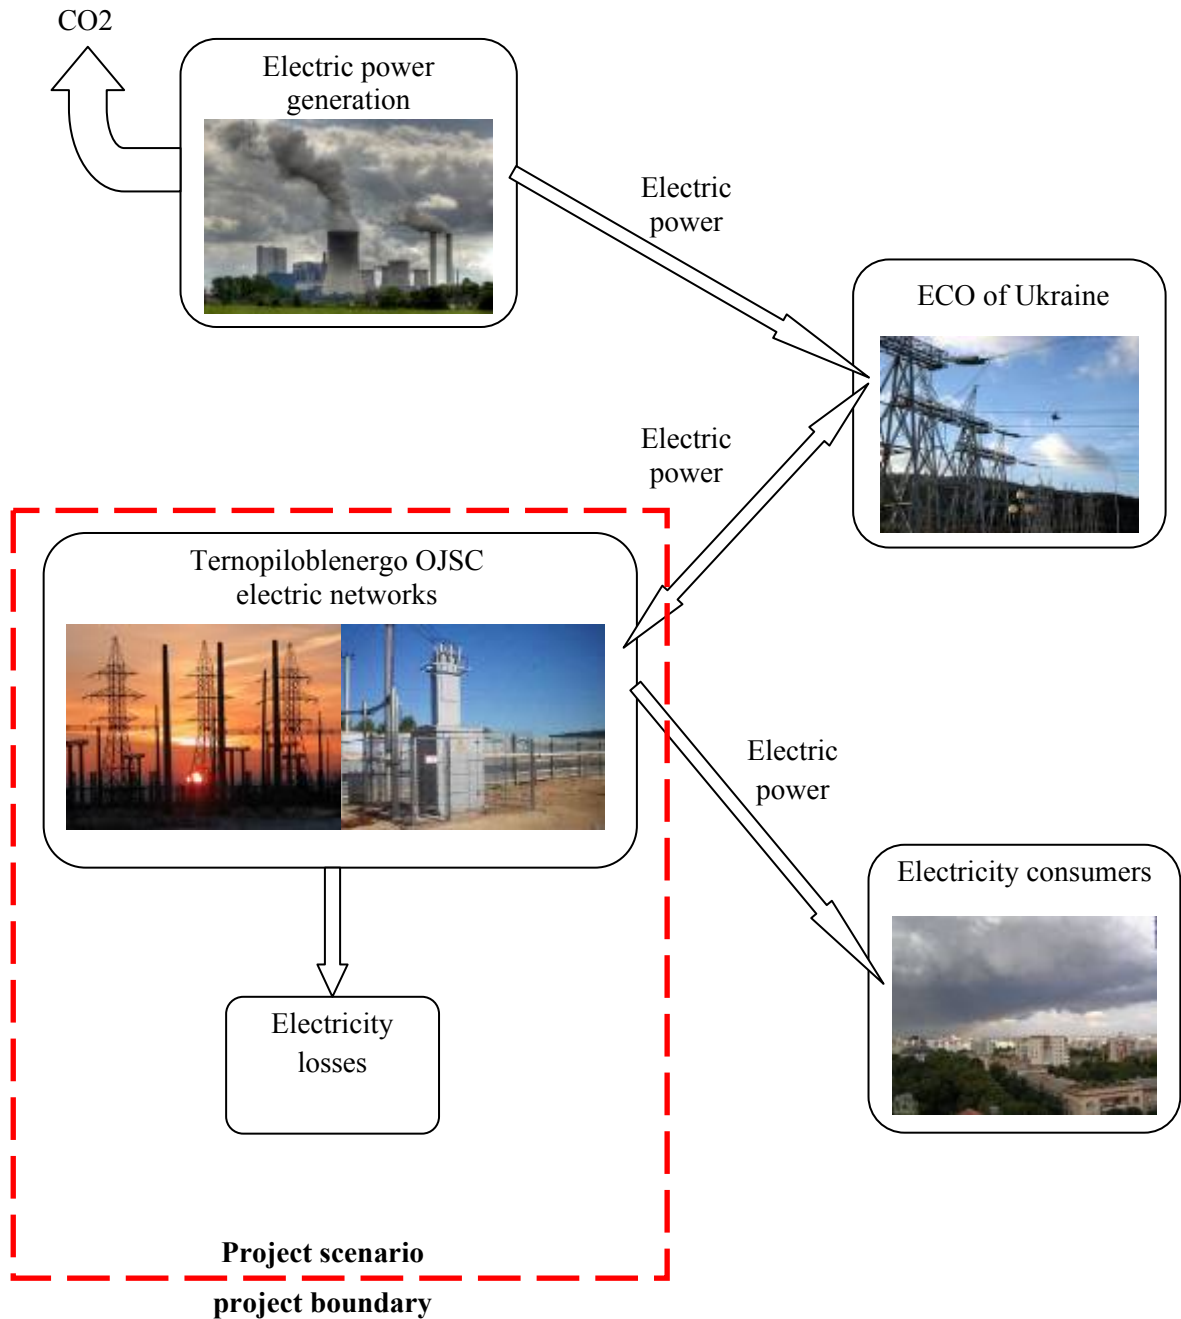 CO2
Electric power
generation
Electric
power
ECO of Ukraine
Electric
power
Ternopiloblenergo OJSC
electric networks
Electric
power
Electricity consumers
Electricity
losses
Project scenario
project boundary